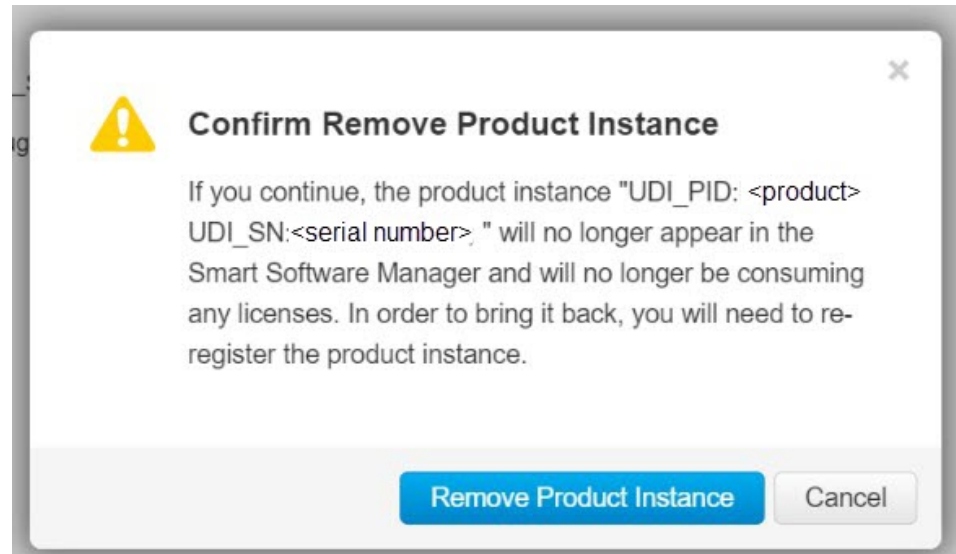 ×
Confirm Remove Product Instance
If you continue, the product instance "UDI_PID: <product>
UDI_SN:<serial number>, " will no longer appear in the
Smart Software Manager and will no longer be consuming
any licenses. In order to bring it back, you will need to re-
register the product instance.
Remove Product Instance
Cancel